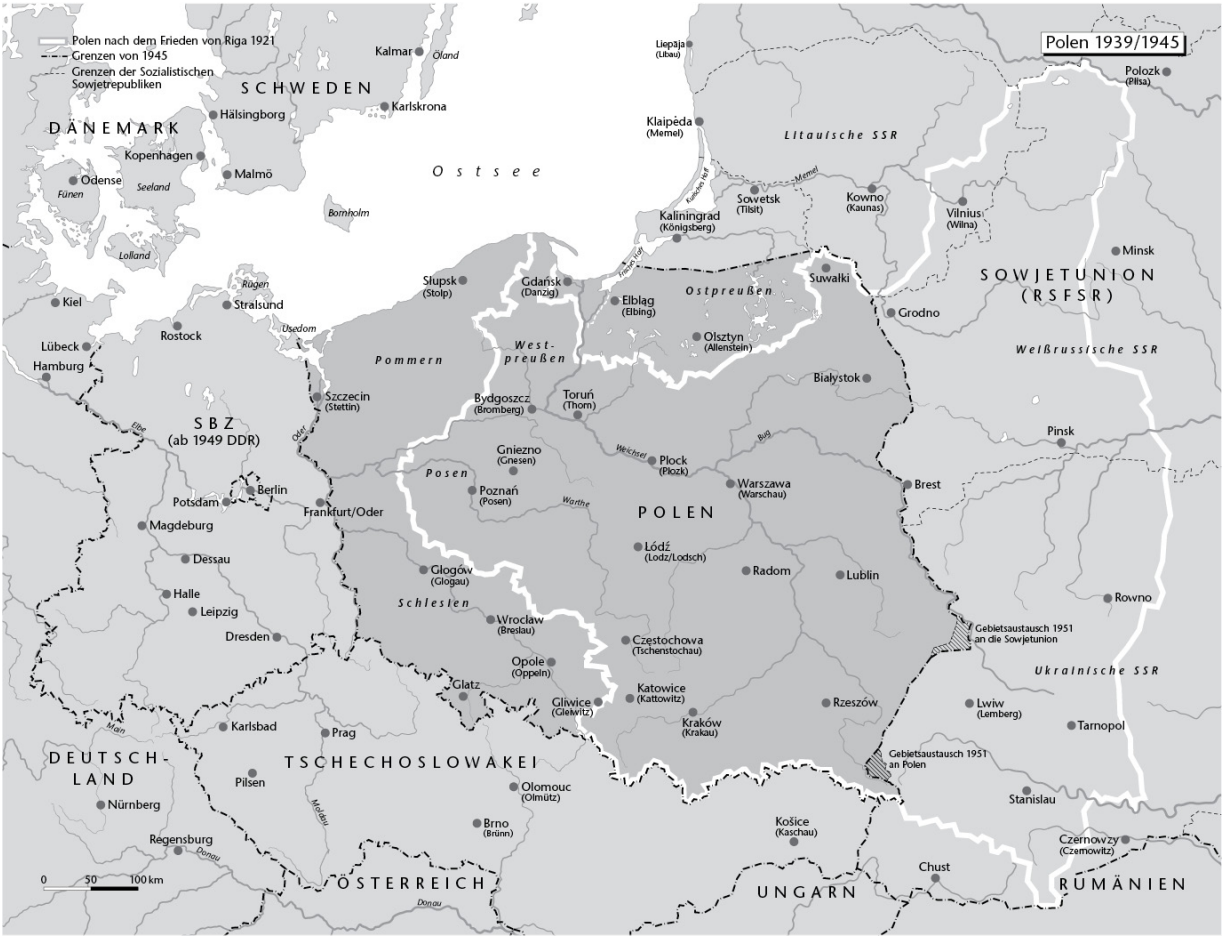 Polen 1939/1945
Polen nach dem Frieden von Riga 1921
Grenzen von 1945
Grenzen der Sozialistischen
Sowjetrepubliken
SCHWEDEN
DÄNEMARK
Kalmar
Öland
Karlskrona
Hälsingborg
Kopenhagen
Malmö
Odense
Fünen
Seeland
Lolland
Bornholm
Ostsee
Liepāja
(Libau)
Polozk
(Plisa)
Klaipėda
(Memel)
Litauische SSR
Kurisches Haff
Memel
Sowetsk
(Tilsit)
Kowno
(Kaunas)
Vilnius
(Wilna)
Kaliningrad
(Königsberg)
Frisches Haff
Minsk
SOWJETUNION
(RSFSR)
Suwałki
Grodno
Weißrussische SSR
Kiel
Rügen
Stralsund
Rostock
Usedom
Lübeck
Hamburg
Słupsk
(Stolp)
Gdańsk
(Danzig)
Elbląg
(Elbing)
Ostpreußen
Olsztyn
(Allenstein)
Pommern
West-
preußen
Białystok
Szczecin
(Stettin)
Bydgoszcz
(Bromberg)
Toruń
(Thorn)
SBZ
(ab 1949 DDR)
Elbe
Oder
Gniezno
(Gnesen)
Posen
Poznań
(Posen)
Weichsel
Bug
Plock
(Plozk)
Warszawa
(Warschau)
Pinsk
Brest
Berlin
Potsdam
Frankfurt/Oder
Magdeburg
Warthe
POLEN
Łódź
(Lodz/Lodsch)
Radom
Lublin
Dessau
Halle
Leipzig
Dresden
Głogów
(Glogau)
Schlesien
Wrocław
(Breslau)
Opole
(Oppeln)
Glatz
Gliwice
(Gleiwitz)
Częstochowa
(Tschenstochau)
Katowice
(Kattowitz)
Kraków
(Krakau)
Rzeszów
Rowno
Gebietsaustausch 1951
an die Sowjetunion
Ukrainische SSR
Lwiw
(Lemberg)
Tarnopol
Gebietsaustausch 1951
an Polen
Stanislau
Main
Karlsbad
Prag
DEUTSCH-
LAND
TSCHECHOSLOWAKEI
Pilsen
Moldau
Olomouc
(Olmütz)
Brno
(Brünn)
Nürnberg
Regensburg
Donau
Košice
(Kaschau)
Czernowzy
(Czernowitz)
Chust
0 50 100 km
ÖSTERREICH
Donau
UNGARN
RUMÄNIEN